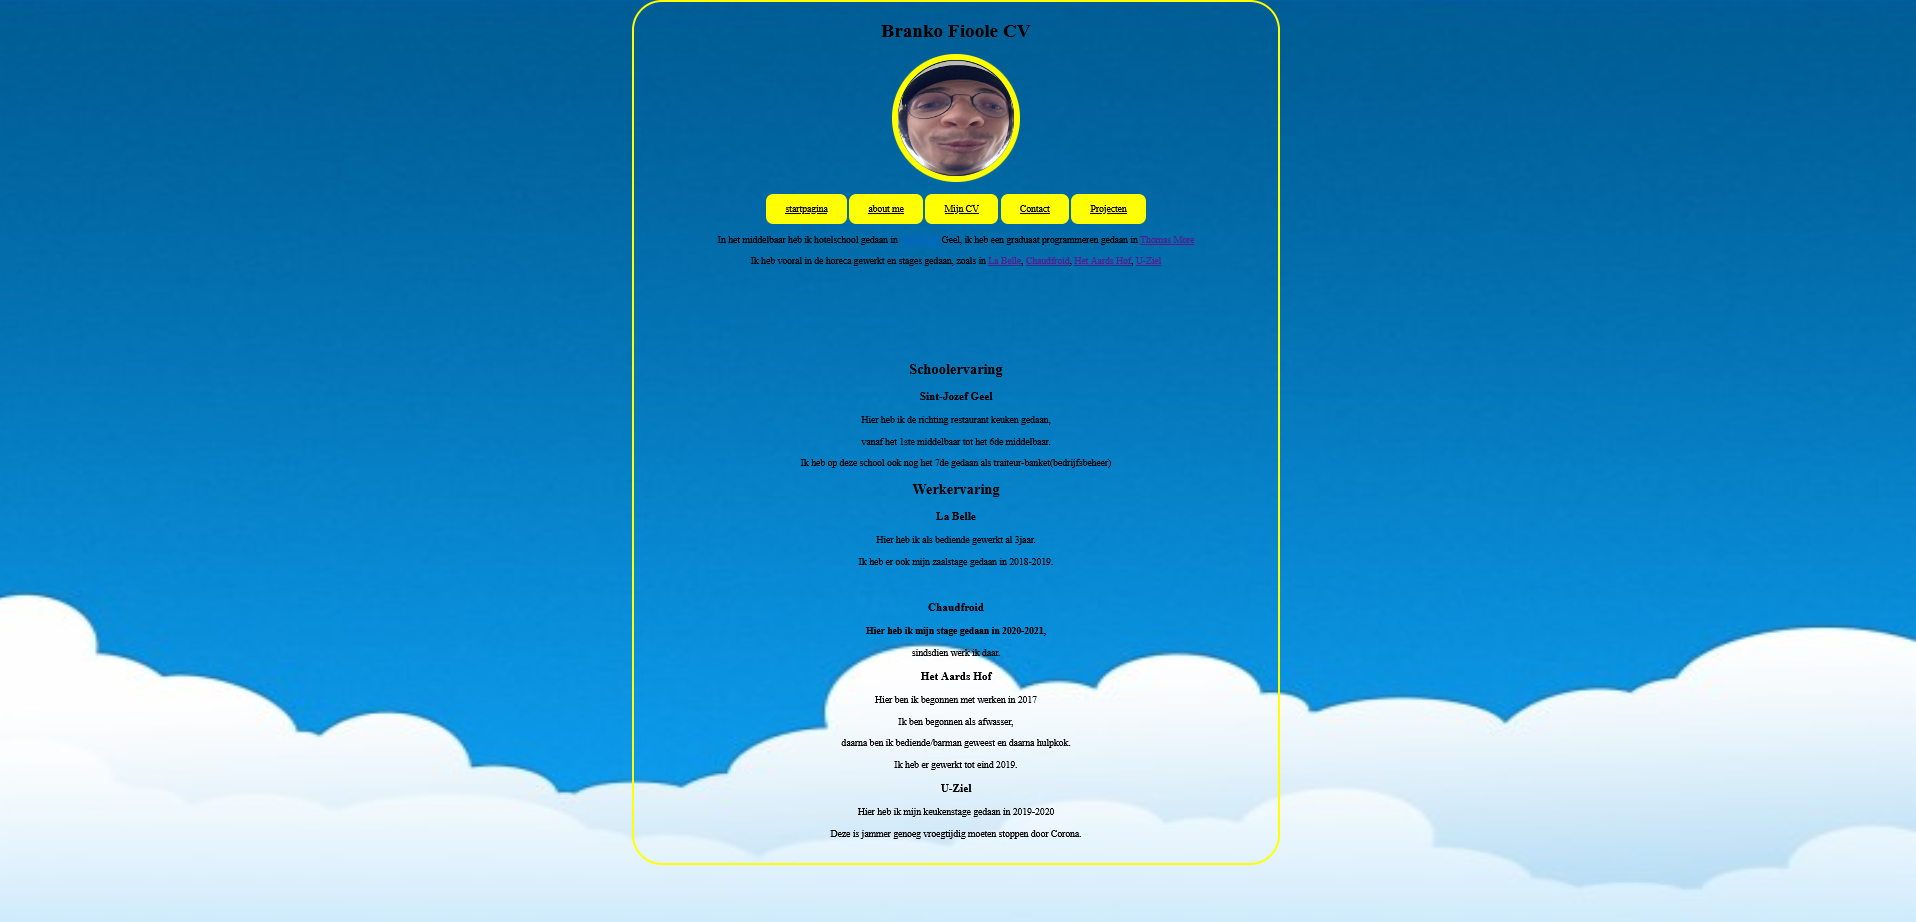 Branko Fioole CV
startpagina
about me
Mijn CV
Contact
Projecten
In het middelbaar heb ik hotelschool gedaan in Geel, ik heb een graduaat programmeren gedaan in Thomas More
Ik heb vooral in de horeca gewerkt en stages gedaan, zoals in La Belle, Chaudfroid, Het Aards Hof, U-Ziel
Schoolervaring
Sint-Jozef Geel
Hier heb ik de richting restaurant keuken gedaan,
vanaf het 1ste middelbaar tot het 6de middelbaar.
Ik heb op deze school ook nog het 7de gedaan als traiteur-banket(bedrijfsbeheer)
Werkervaring
La Belle
Hier heb ik als bediende gewerkt al 3jaar.
Ik heb er ook mijn zaalstage gedaan in 2018-2019.
Chaudfroid
Hier heb ik mijn stage gedaan in 2020-2021,
sindsdien werk ik daar.
Het Aards Hof
Hier ben ik begonnen met werken in 2017
Ik ben begonnen als afwasser,
daarna ben ik bediende/barman geweest en daarna hulpkok.
Ik heb er gewerkt tot eind 2019.
U-Ziel
Hier heb ik mijn keukenstage gedaan in 2019-2020
Deze is jammer genoeg vroegtijdig moeten stoppen door Corona.